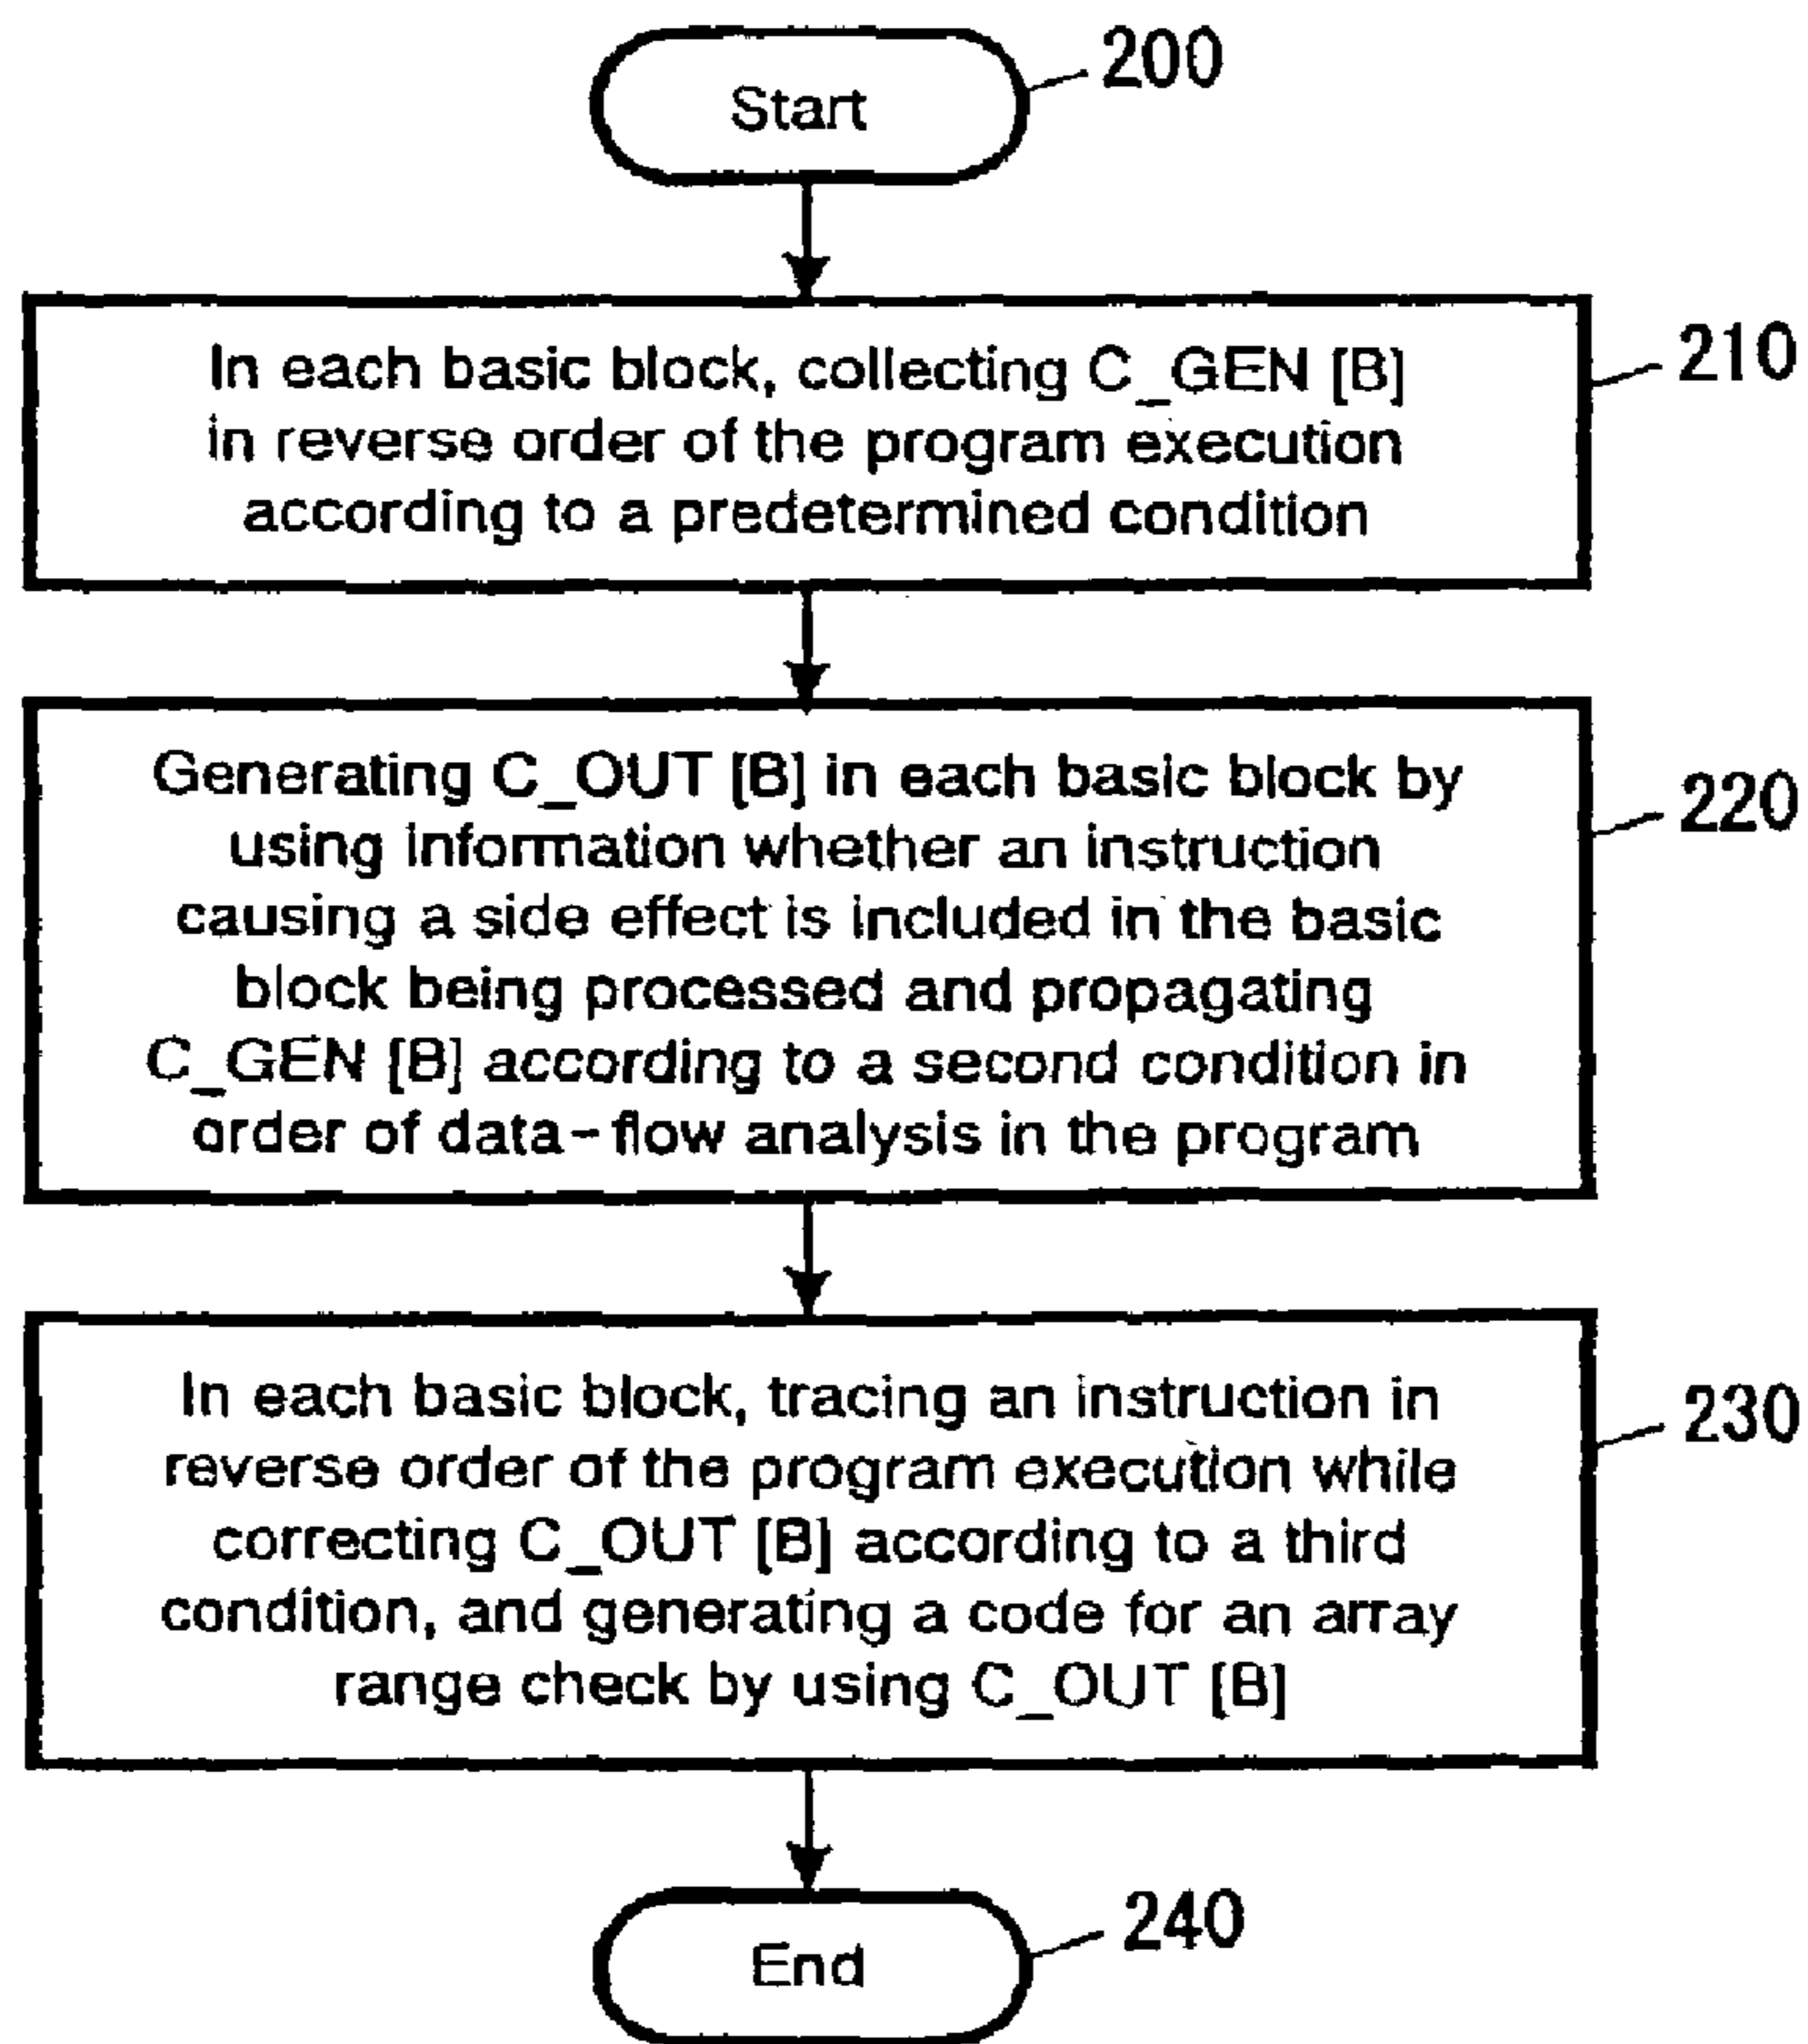 Start
200
In each basic block, collecting C_GEN [B]
in reverse order of the program execution
according to a predetermined condition
210
Generating C_OUT [B] in each basic block by
using information whether an instruction
causing a side effect is included in the basic
block being processed and propagating
C_GEN [B] according to a second condition in
order of data-flow analysis in the program
220
In each basic block, tracing an instruction in
reverse order of the program execution while
correcting C_OUT [B] according to a third
condition, and generating a code for an array
range check by using C_OUT [B]
230
End
240